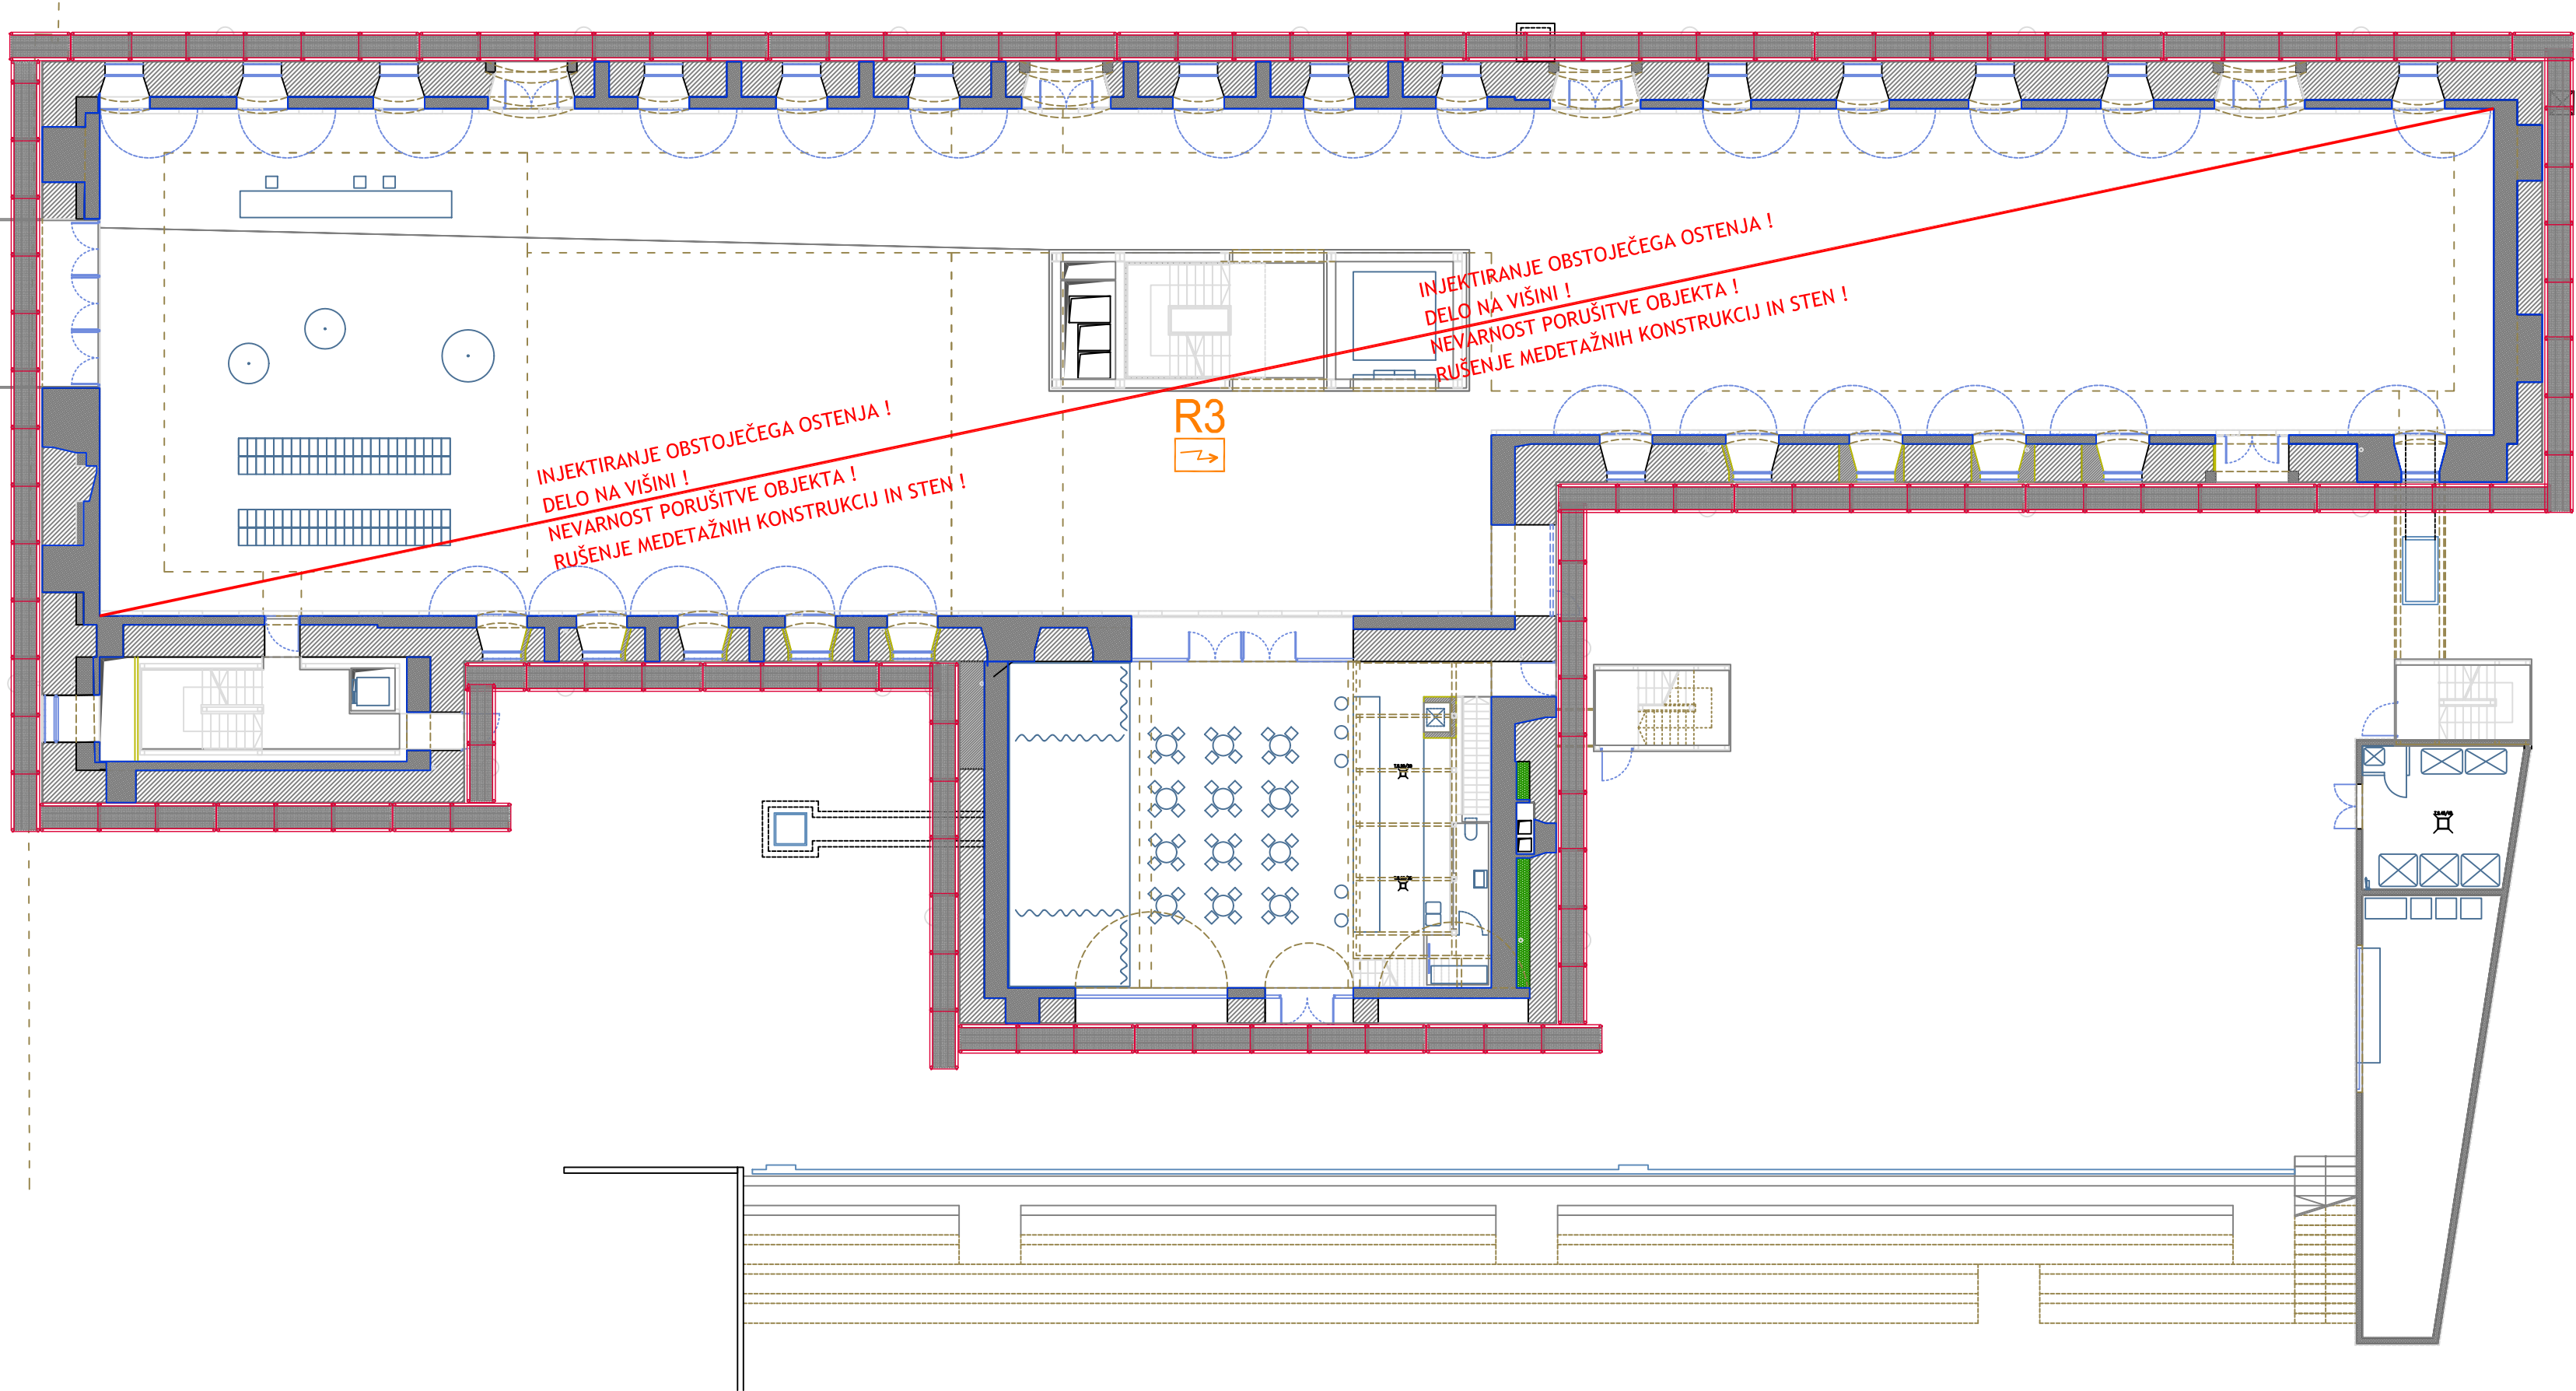 INJEKTIRANJE OBSTOJEČEGA OSTENJA !
DELO NA VIŠINI !
NEVARNOST PORUŠITVE OBJEKTA !
RUŠENJE MEDETAŽNIH KONSTRUKCIJ IN STEN !
R3
INJEKTIRANJE OBSTOJEČEGA OSTENJA !
DELO NA VIŠINI !
NEVARNOST PORUŠITVE OBJEKTA !
RUŠENJE MEDETAŽNIH KONSTRUKCIJ IN STEN !